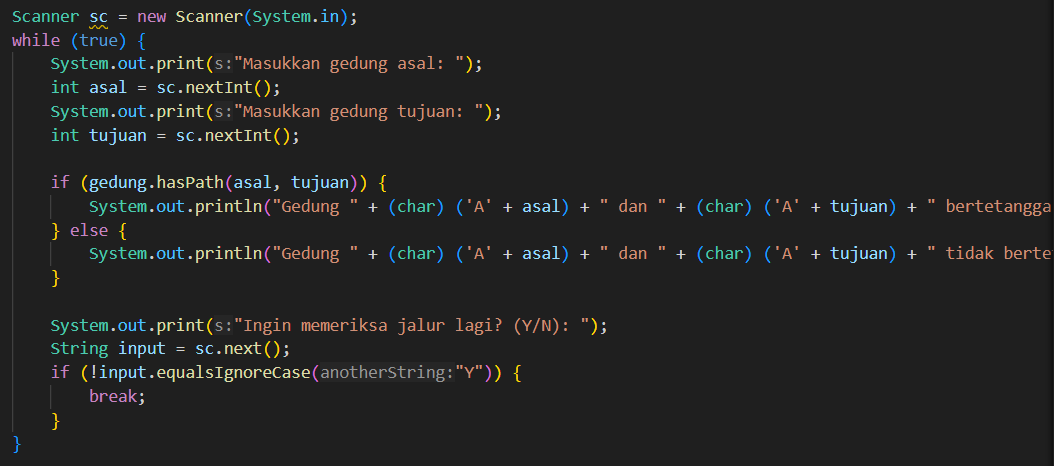 Scanner sc = new Scanner(System.in);
while (true) {
    System.out.print(s:"Masukkan gedung asal: ");
    int asal = sc.nextInt();
    System.out.print(s:"Masukkan gedung tujuan: ");
    int tujuan = sc.nextInt();

    if (gedung.hasPath(asal, tujuan)) {
        System.out.println("Gedung " + (char) ('A' + asal) + " dan " + (char) ('A' + tujuan) + " bertetangga
    } else {
        System.out.println("Gedung  " + (char) ('A' + asal) + " dan " + (char) ('A' + tujuan) + " tidak berte
    }

    System.out.print(s:"Ingin memeriksa jalur lagi? (Y/N): ");
    String input = sc.next();
    if (!input.equalsIgnoreCase(anotherString:"Y")) {
        break;
    }
}